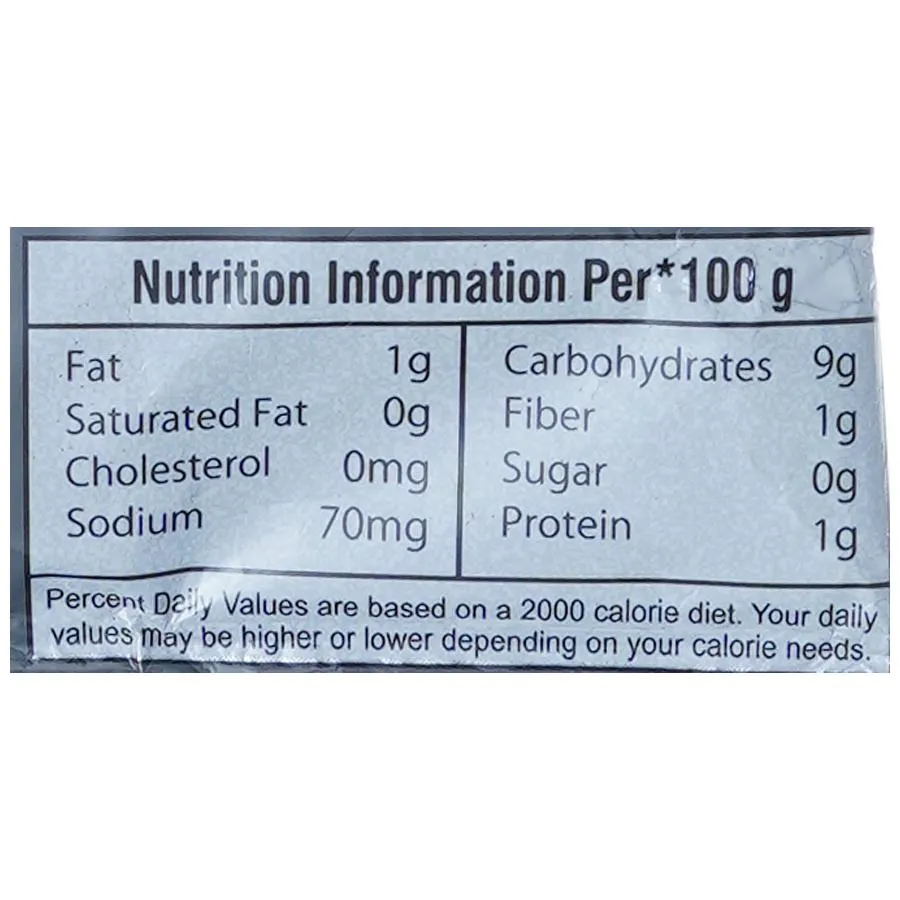 Nutrition Information Per*100 g
Fat 1g
Saturated Fat 0g
Cholesterol 0mg
Sodium 70mg
Carbohydrates 9g
Fiber 1g
Sugar 0g
Protein 1g
Percent Daily Values are based on a 2000 calorie diet. Your daily
values may be higher or lower depending on your calorie needs.